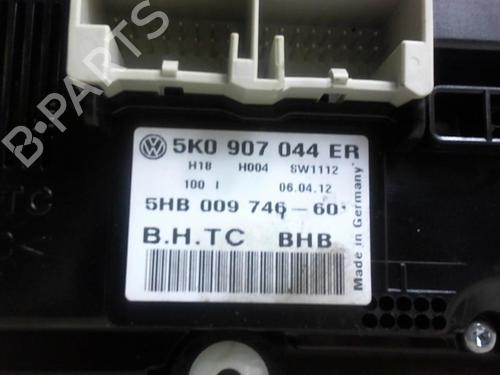 B-PARTS
5K0 907 044 ER
H18 H004 SW1112
100 I 06.04.12
5HB 009 746-60
B.H.TC BHB
Made in Germany